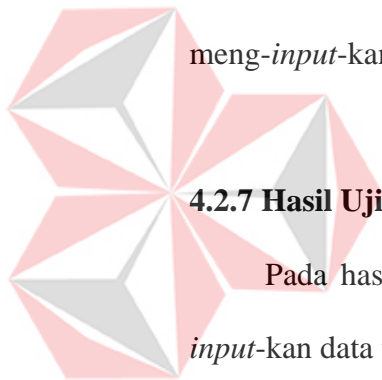 meng-input-kan
4.2.7 Hasil Uji
Pada has
input-kan data